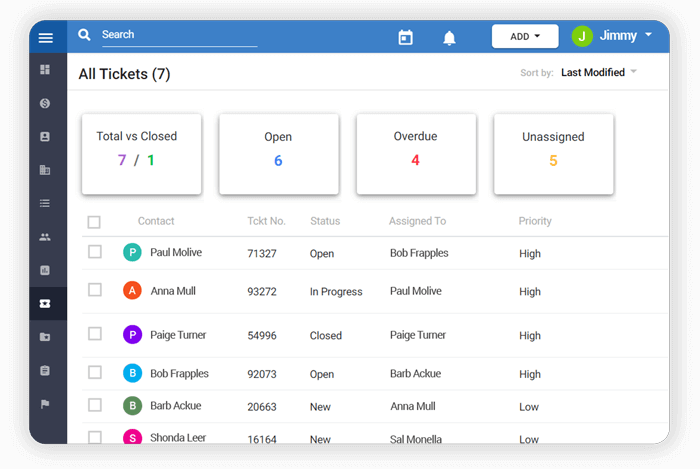 Search
ADD
J
Jimmy
All Tickets (7)
Sort by: Last Modified
Total vs Closed
7 / 1
Open
6
Overdue
4
Unassigned
5
Contact Tckt No. Status Assigned To Priority
P Paul Molive 71327 Open Bob Frapples High
A Anna Mull 93272 In Progress Paul Molive High
P Paige Turner 54996 Closed Paige Turner High
B Bob Frapples 92073 Open Barb Ackue High
B Barb Ackue 20663 New Anna Mull Low
S Shonda Leer 16164 New Sal Monella Low